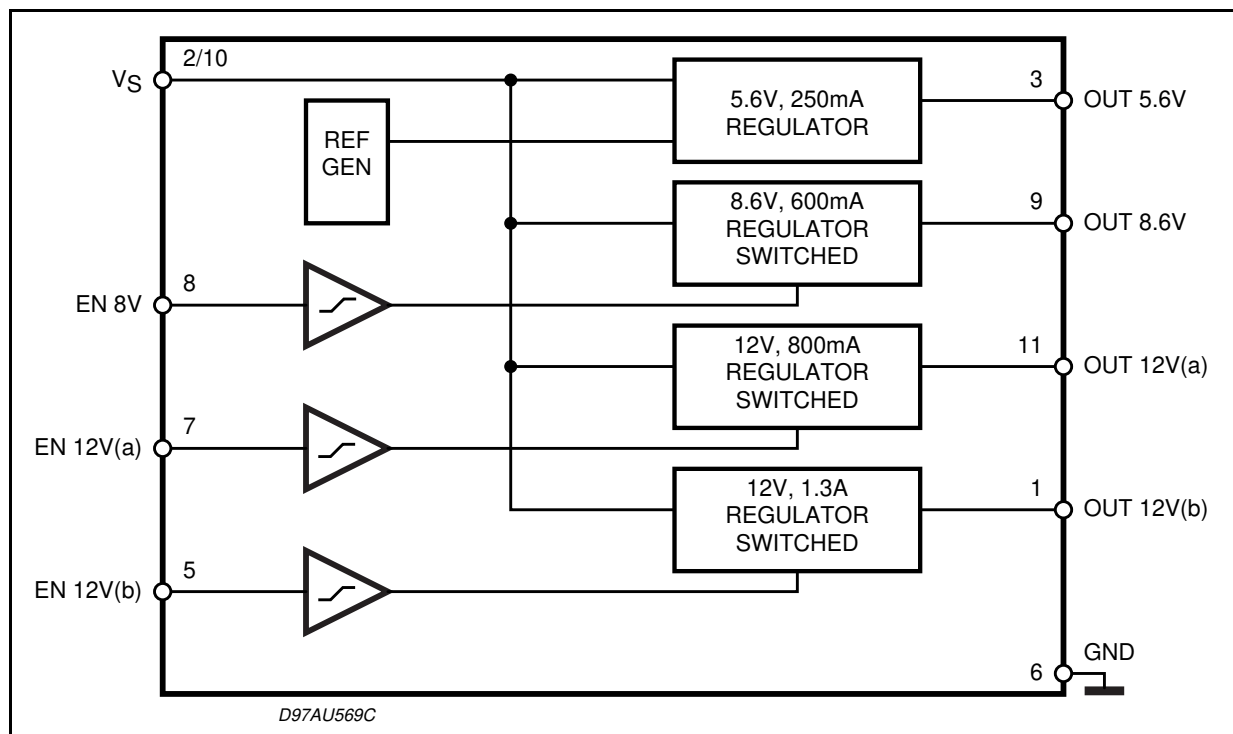 2/10
VS
5.6V, 250mA
REGULATOR
3
OUT 5.6V
REF
GEN
8.6V, 600mA
REGULATOR
SWITCHED
9
OUT 8.6V
8
EN 8V
12V, 800mA
REGULATOR
SWITCHED
11
OUT 12V(a)
7
EN 12V(a)
12V, 1.3A
REGULATOR
SWITCHED
1
OUT 12V(b)
5
EN 12V(b)
GND
6
D97AU569C